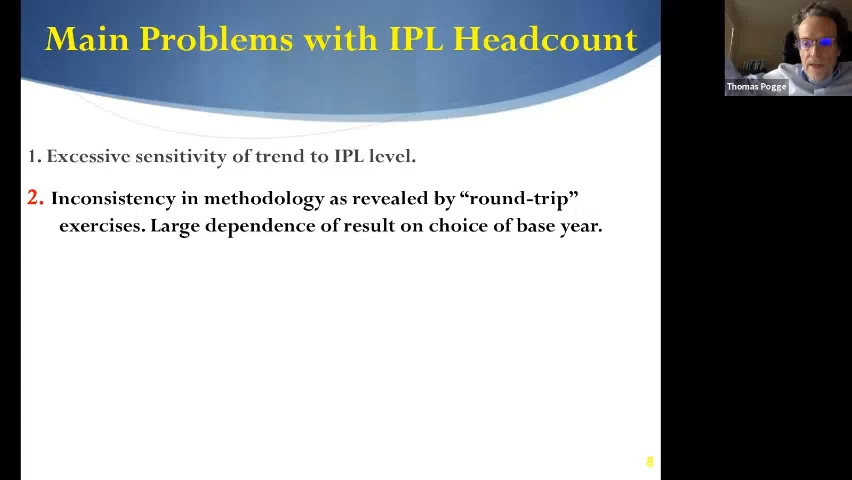 Main Problems with IPL Headcount
Thomas Pogge
1. Excessive sensitivity of trend to IPL level.
2. Inconsistency in methodology as revealed by “round-trip”
exercises. Large dependence of result on choice of base year.
8